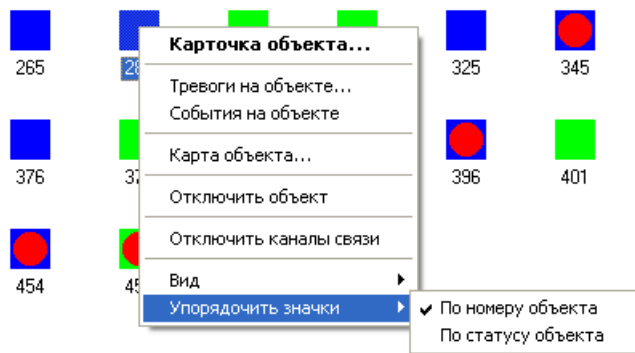 Карточка объекта...
265
325
345
Тревоги на объекте...
События на объекте
Карта объекта...
376
396
401
Отключить объект
Отключить каналы связи
454
Вид
Упорядочить значки
По номеру объекта
По статусу объекта